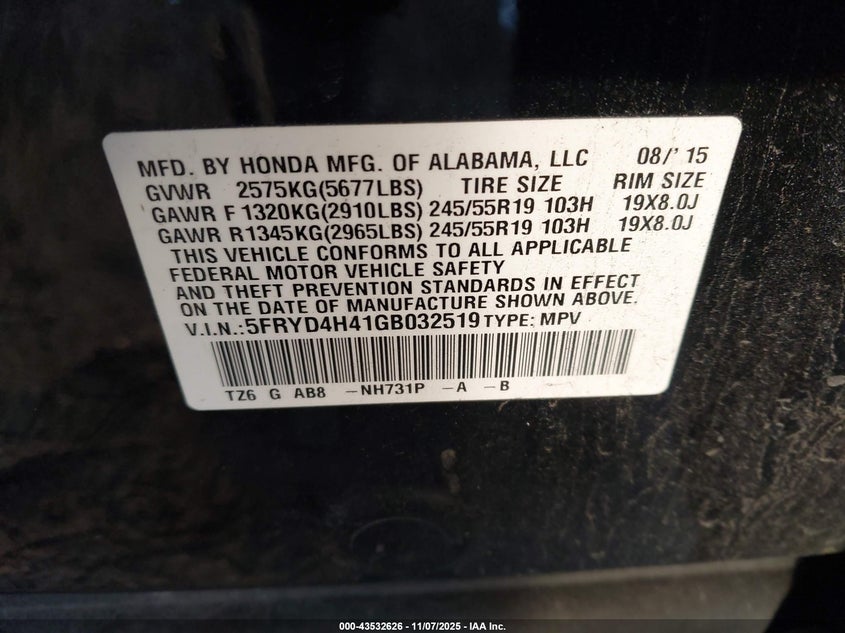 MFD. BY HONDA MFG. OF ALABAMA, LLC 08/'15
GVWR 2575KG(5677LBS) TIRE SIZE RIM SIZE
GAWR F 1320KG(2910LBS) 245/55R19 103H 19X8.0J
GAWR R1345KG(2965LBS) 245/55R19 103H 19X8.0J
THIS VEHICLE CONFORMS TO ALL APPLICABLE
FEDERAL MOTOR VEHICLE SAFETY
AND THEFT PREVENTION STANDARDS IN EFFECT
ON THE DATE OF MANUFACTURE SHOWN ABOVE.
V.I.N.:5FRYD4H41GB032519 TYPE: MPV
TZ6 G AB8 -NH731P -A -B
000-43532626 - 11/07/2025 - IAA Inc.